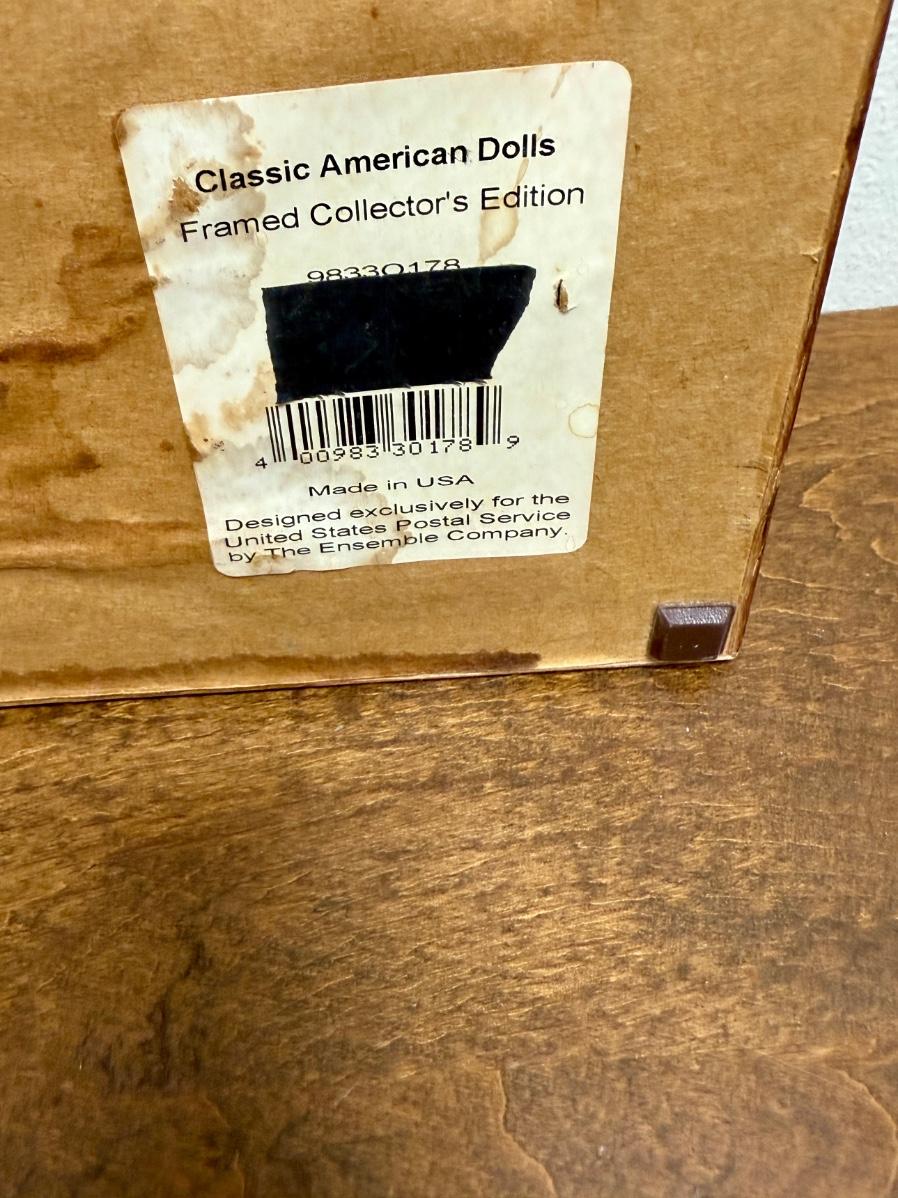 Classic American Dolls
Framed Collector's Edition
98330178
4 00983 30178 9
Made in USA
Designed exclusively for the
United States Postal Service
by The Ensemble Company.